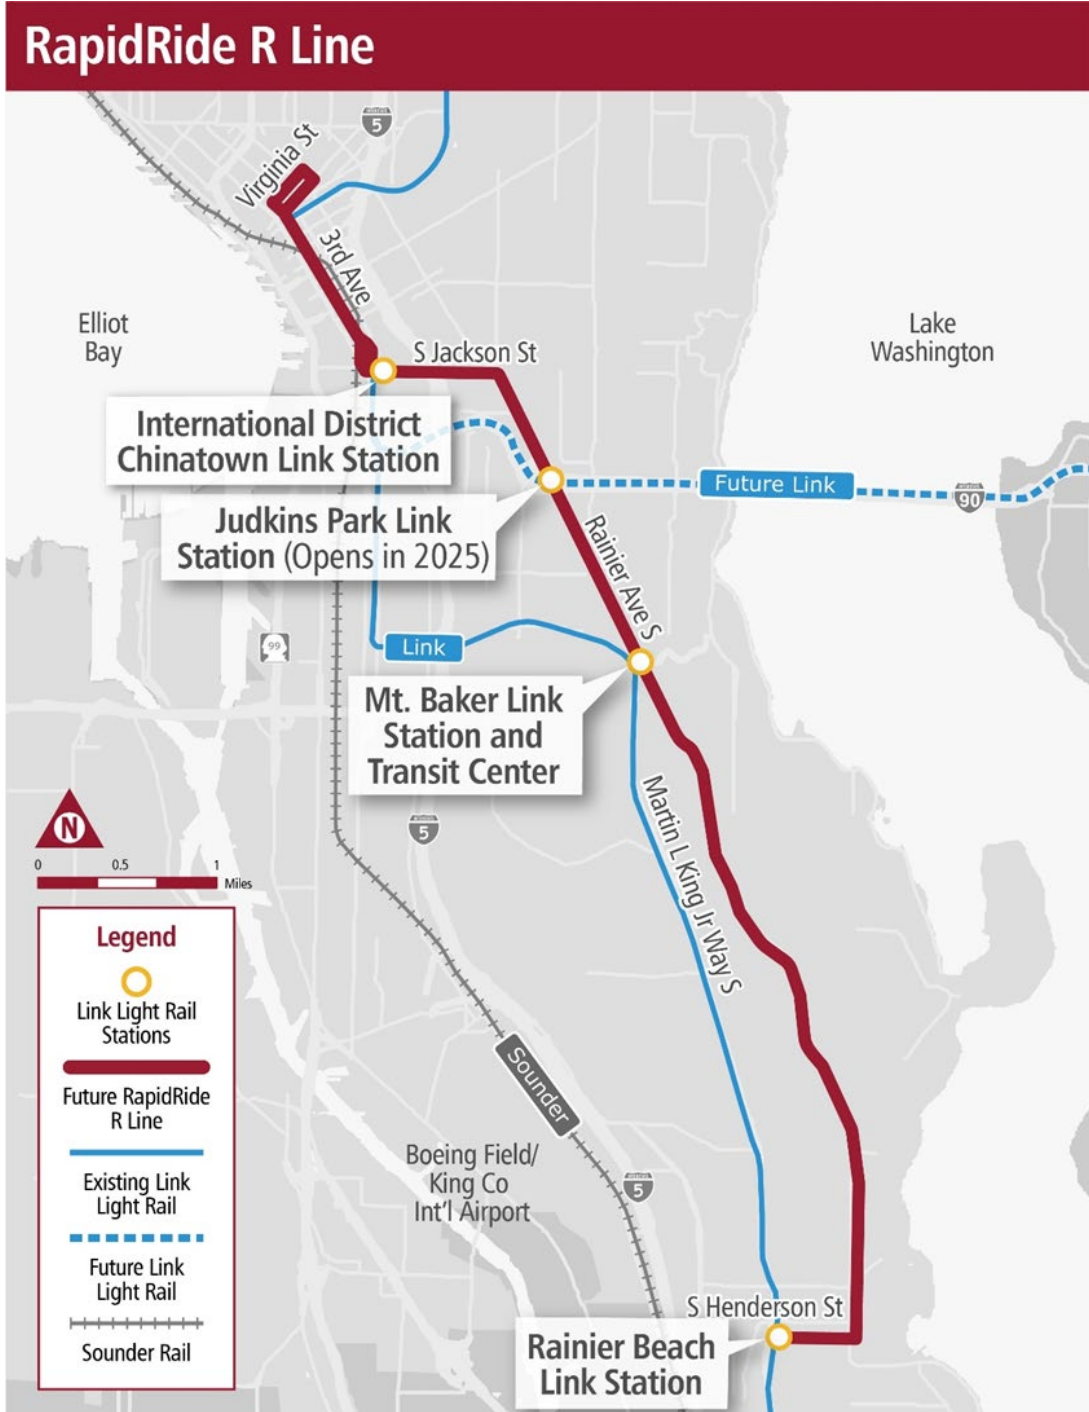 RapidRide R Line
5
Virginia St
3rd Ave
Elliot
Bay
Lake
Washington
S Jackson St
International District
Chinatown Link Station
Future Link
90
Judkins Park Link
Station (Opens in 2025)
Rainier Ave S
99
Link
Mt. Baker Link
Station and
Transit Center
Martin L King Jr Way S
N
5
0 0.5 1
Miles
Legend
Link Light Rail
Stations
Future RapidRide
R Line
Existing Link
Light Rail
Future Link
Light Rail
Sounder Rail
Sounder
Boeing Field/
King Co
Int'l Airport
5
S Henderson St
Rainier Beach
Link Station